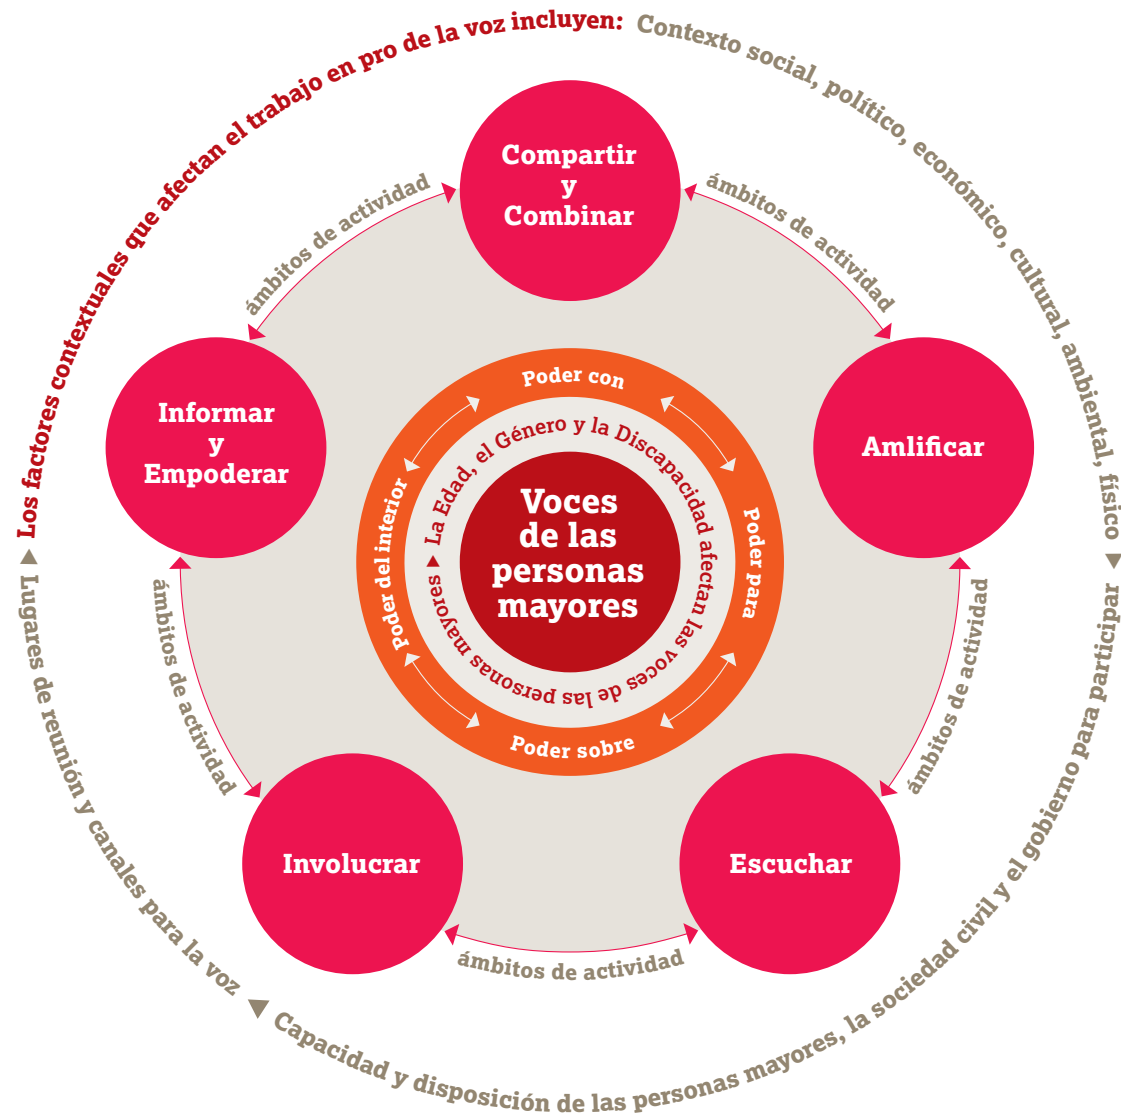 Los factores contextuales que afectan el trabajo en pro de la voz incluyen:
Contexto social, político, económico, cultural, ambiental, físico ▶
Capacidad y disposición de las personas mayores, la sociedad civil y el gobierno para participar
▶ Lugares de reunión y canales para la voz ▶
Compartir
y
Combinar
ámbitos de actividad
Amlificar
ámbitos de actividad
Escuchar
ámbitos de actividad
Involucrar
ámbitos de actividad
Informar
y
Empoderar
ámbitos de actividad
Poder con
Poder para
Poder sobre
Poder del interior
▶ La Edad, el Género y la Discapacidad afectan las voces de las personas mayores
Voces
de las
personas
mayores